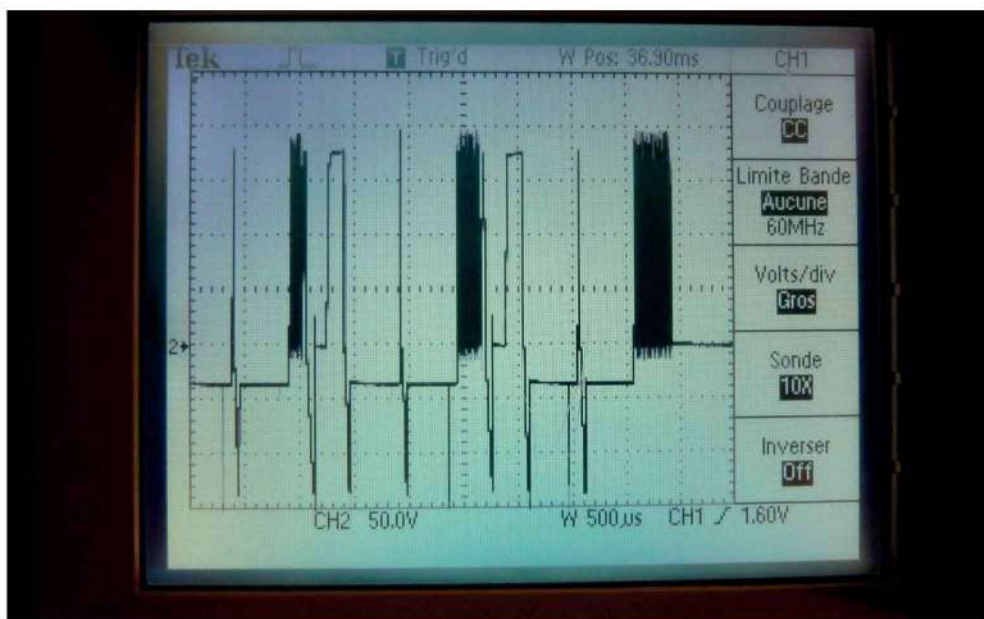 Tek T Trig'd W Pos: 36.90ms CH1
Couplage
CC
Limite Bande
Aucune
60MHz
Volts/div
Gros
2
Sonde
10X
Inverser
Off
CH2 50.0V W 500µs CH1 1.60V